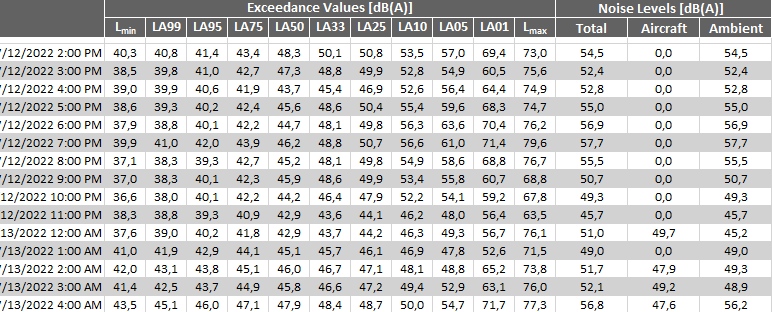 Exceedance Values [dB(A)] Noise Levels [dB(A)]
Lmin LA99 LA95 LA75 LA50 LA33 LA25 LA10 LA05 LA01 Lmax Total Aircraft Ambient
/12/2022 2:00 PM 40,3 40,8 41,4 43,4 48,3 50,1 50,8 53,5 57,0 69,4 73,0 54,5 0,0 54,5
/12/2022 3:00 PM 38,5 39,8 41,0 42,7 47,3 48,8 49,9 52,8 54,9 60,5 75,6 52,4 0,0 52,4
/12/2022 4:00 PM 39,0 39,9 40,6 41,9 43,7 45,4 46,9 52,6 56,4 64,4 74,9 52,8 0,0 52,8
/12/2022 5:00 PM 38,6 39,3 40,2 42,4 45,6 48,6 50,4 55,4 59,6 68,3 74,7 55,0 0,0 55,0
/12/2022 6:00 PM 37,9 38,8 40,1 42,2 44,7 48,1 49,8 56,3 63,6 70,4 76,2 56,9 0,0 56,9
/12/2022 7:00 PM 39,9 41,0 42,0 43,9 46,2 48,8 50,7 56,6 61,0 71,4 79,6 57,7 0,0 57,7
/12/2022 8:00 PM 37,1 38,3 39,3 42,7 45,2 48,1 49,8 54,9 58,6 68,8 76,7 55,5 0,0 55,5
/12/2022 9:00 PM 37,0 38,3 40,1 42,3 45,9 48,6 49,9 53,4 55,8 60,7 68,8 50,7 0,0 50,7
12/2022 10:00 PM 36,6 38,0 40,1 42,2 44,2 46,4 47,9 52,2 54,1 59,2 67,8 49,3 0,0 49,3
12/2022 11:00 PM 38,3 38,8 39,3 40,9 42,9 43,6 44,1 46,2 48,0 56,4 63,5 45,7 0,0 45,7
13/2022 12:00 AM 37,6 39,0 40,2 41,8 42,9 43,7 44,2 46,3 49,3 56,7 76,1 51,0 49,7 45,2
/13/2022 1:00 AM 41,0 41,9 42,9 44,1 45,1 45,7 46,1 46,9 47,8 52,6 71,5 49,0 0,0 49,0
/13/2022 2:00 AM 42,0 43,1 43,8 45,1 46,0 46,7 47,1 48,1 48,8 65,2 73,8 51,7 47,9 49,3
/13/2022 3:00 AM 41,4 42,5 43,7 44,9 45,8 46,6 47,2 49,4 52,9 63,1 76,0 52,1 49,2 48,9
/13/2022 4:00 AM 43,5 45,1 46,0 47,1 47,9 48,4 48,7 50,0 54,7 71,7 77,3 56,8 47,6 56,2